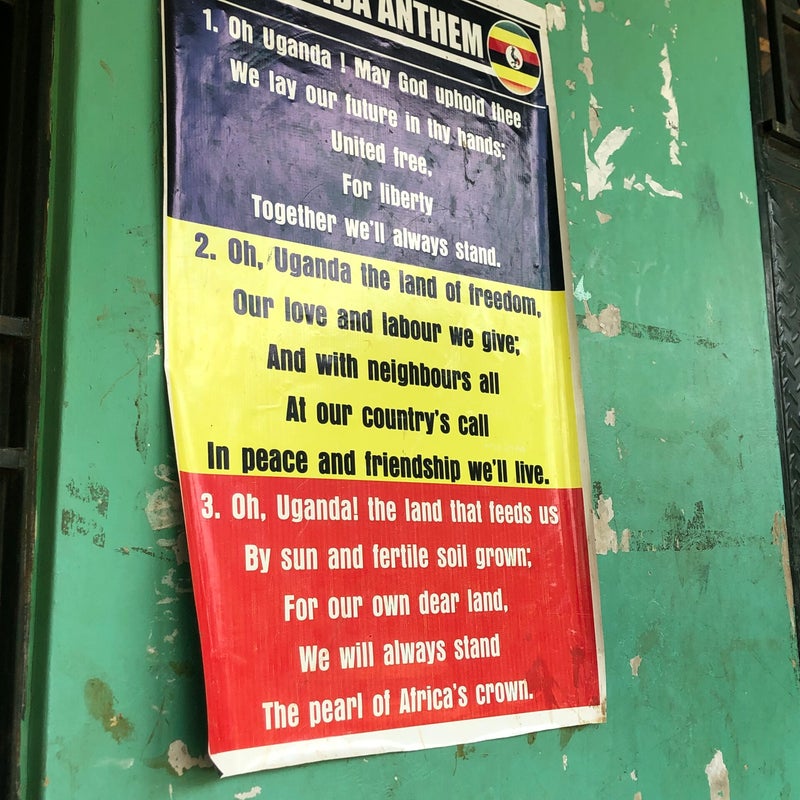 ANTHEM
1. Oh Uganda ! May God uphold thee
We lay our future in thy hands;
United free,
For liberty
Together we'll always stand.
2. Oh, Uganda the land of freedom,
Our love and labour we give;
And with neighbours all
At our country's call
In peace and friendship we'll live.
3. Oh, Uganda! the land that feeds us
By sun and fertile soil grown;
For our own dear land,
We will always stand
The pearl of Africa's crown.